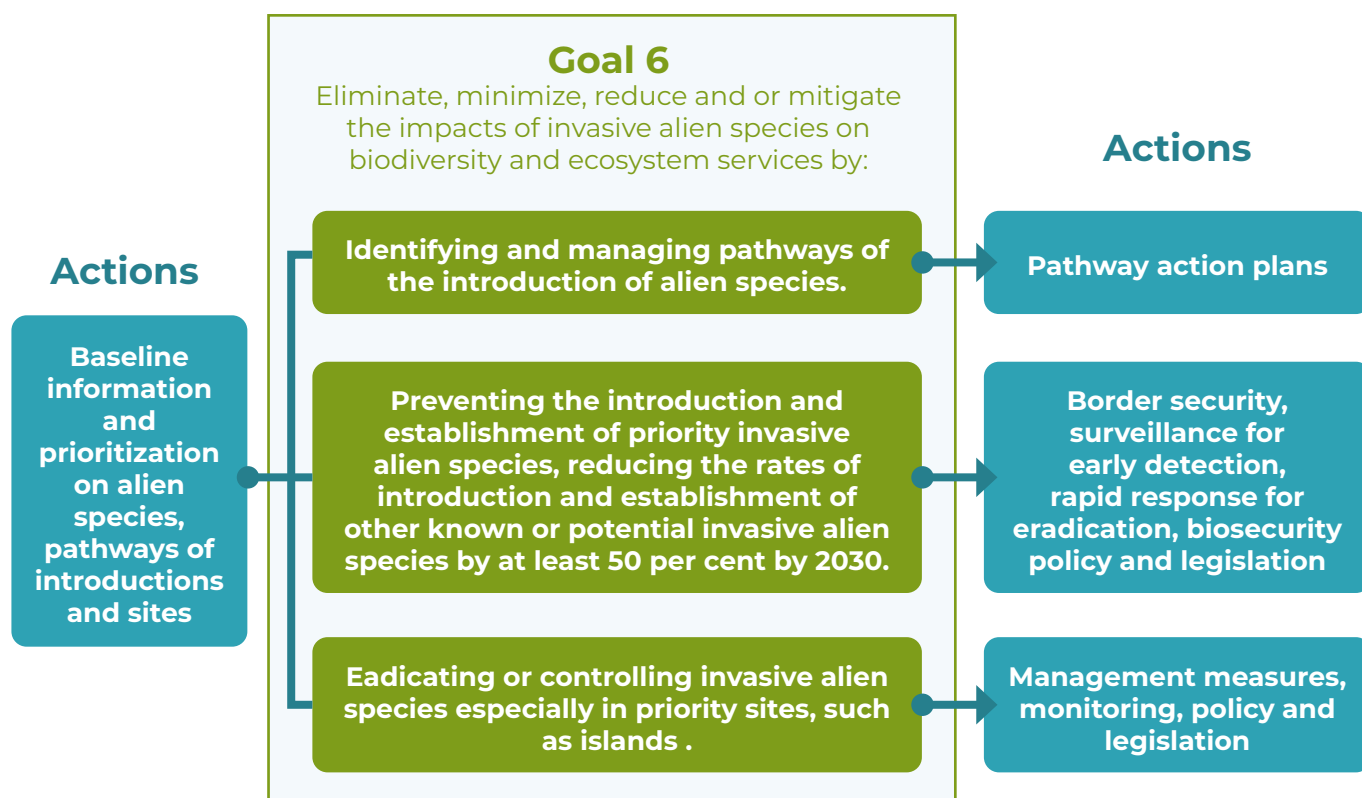 Goal 6
Eliminate, minimize, reduce and or mitigate
the impacts of invasive alien species on
biodiversity and ecosystem services by:
Actions
Baseline
information
and
prioritization
on alien
species,
pathways of
introductions
and sites
Identifying and managing pathways of
the introduction of alien species.
Preventing the introduction and
establishment of priority invasive
alien species, reducing the rates of
introduction and establishment of
other known or potential invasive alien
species by at least 50 per cent by 2030.
Eadicating or controlling invasive alien
species especially in priority sites, such
as islands .
Actions
Pathway action plans
Border security,
surveillance for
early detection,
rapid response for
eradication, biosecurity
policy and legislation
Management measures,
monitoring, policy and
legislation